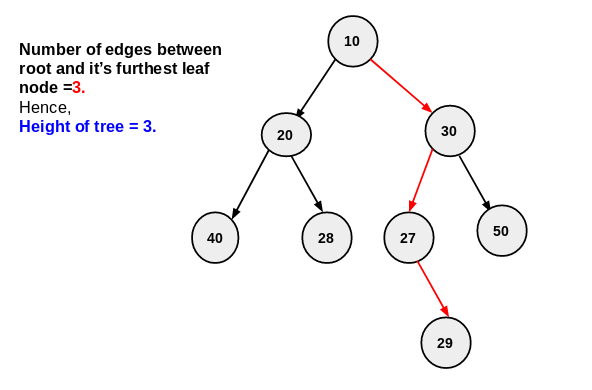 Number of edges between
root and it's furthest leaf
node =3.
Hence,
Height of tree = 3.
10
20
30
40
28
27
50
29